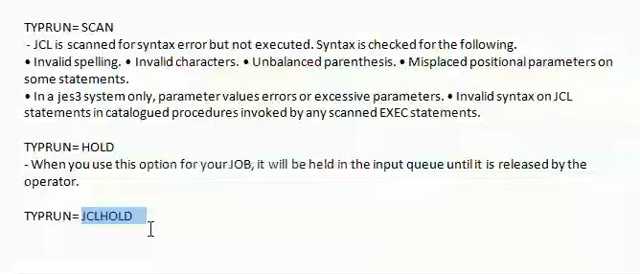 TYPRUN= SCAN
- JCL is scanned for syntax error but not executed. Syntax is checked for the following.
• Invalid spelling. • Invalid characters. • Unbalanced parenthesis. • Misplaced positional parameters on
some statements.
• In a jes3 system only, parameter values errors or excessive parameters. • Invalid syntax on JCL
statements in catalogued procedures invoked by any scanned EXEC statements.
TYPRUN= HOLD
- When you use this option for your JOB, it will be held in the input queue until it is released by the
operator.
TYPRUN= JCLHOLD